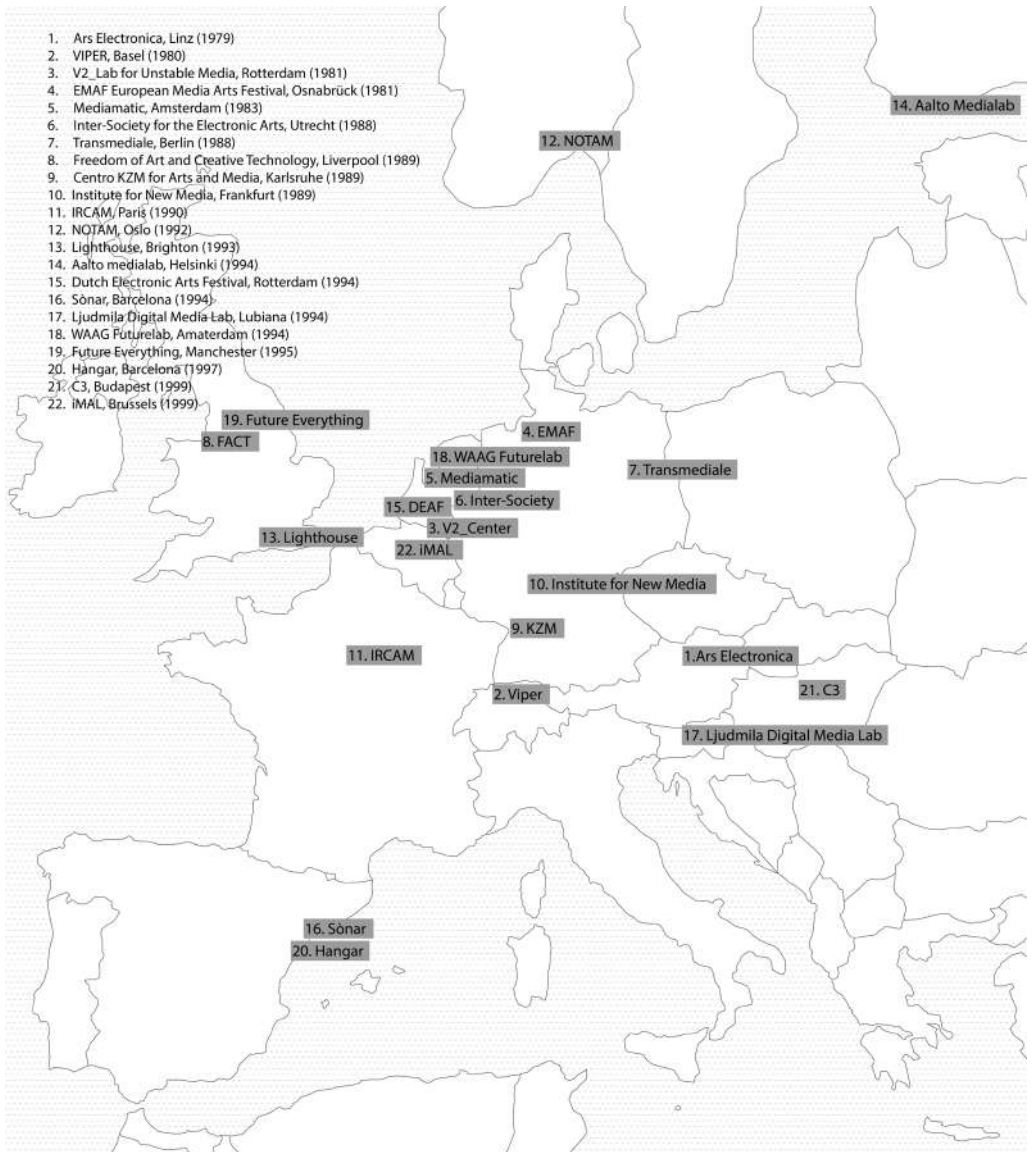 1. Ars Electronica, Linz (1979)
2. VIPER, Basel (1980)
3. V2_Lab for Unstable Media, Rotterdam (1981)
4. EMAF European Media Arts Festival, Osnabrück (1981)
5. Mediamatic, Amsterdam (1983)
6. Inter-Society for the Electronic Arts, Utrecht (1988)
7. Transmediale, Berlin (1988)
8. Freedom of Art and Creative Technology, Liverpool (1989)
9. Centro KZM for Arts and Media, Karlsruhe (1989)
10. Institute for New Media, Frankfurt (1989)
11. IRCAM, Paris (1990)
12. NOTAM, Oslo (1992)
13. Lighthouse, Brighton (1993)
14. Aalto medialab, Helsinki (1994)
15. Dutch Electronic Arts Festival, Rotterdam (1994)
16. Sònar, Barcelona (1994)
17. Ljudmila Digital Media Lab, Lubiana (1994)
18. WAAG Futurelab, Amaterdam (1994)
19. Future Everything, Manchester (1995)
20. Hangar, Barcelona (1997)
21. C3, Budapest (1999)
22. iMAL, Brussels (1999)
14. Aalto Medialab
12. NOTAM
19. Future Everything
4. EMAF
8. FACT
18. WAAG Futurelab
7. Transmediale
5. Mediamatic
6. Inter-Society
15. DEAF
3. V2_Center
13. Lighthouse
22. iMAL
10. Institute for New Media
9. KZM
11. IRCAM
1.Ars Electronica
21. C3
2. Viper
17. Ljudmila Digital Media Lab
16. Sònar
20. Hangar